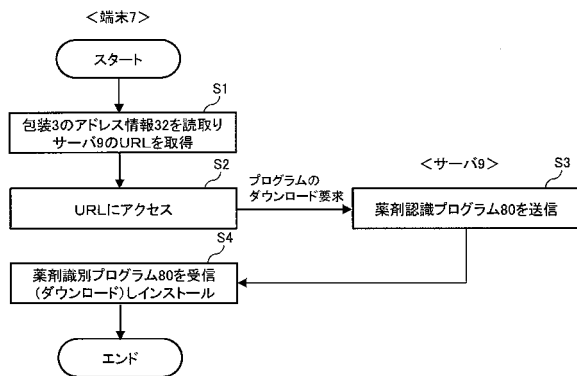 ＜端末7＞
スタート
S1
包装3のアドレス情報32を読取り
サーバ9のURLを取得
S2
URLにアクセス
プログラムの
ダウンロード要求
＜サーバ9＞
S3
薬剤認識プログラム80を送信
S4
薬剤識別プログラム80を受信
（ダウンロード）しインストール
エンド